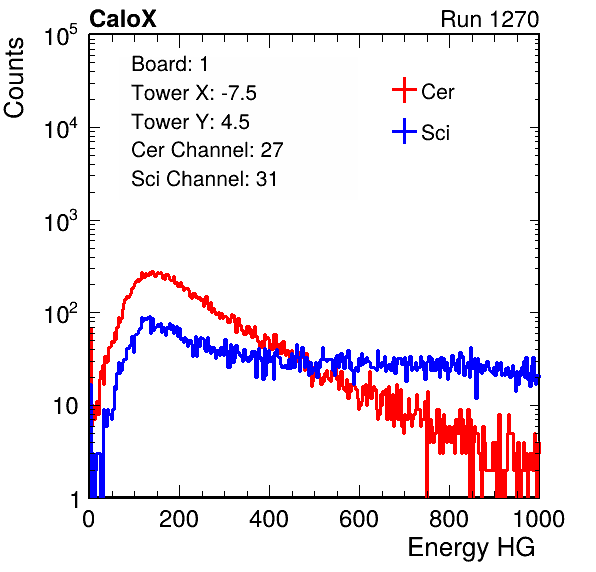 CaloX Run 1270
Counts
10^5
10^4
10^3
10^2
10
1
Board: 1
Tower X: -7.5
Tower Y: 4.5
Cer Channel: 27
Sci Channel: 31
Cer
Sci
0 200 400 600 800 1000
Energy HG